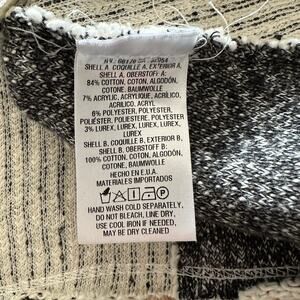 SHELL A, COQUILLE A, EXTERIOR A,
SHELL A, OBERSTOFF A:
84% COTTON, COTON, ALGODÓN,
COTONE, BAUMWOLLE
7% ACRYLIC, ACRYLIQUE, ACRÍLICO,
ACRILICO, ACRYL
6% POLYESTER, POLYESTER,
POLIÉSTER, POLIESTERE, POLYESTER
3% LUREX, LUREX, LUREX, LUREX,
LUREX
SHELL B, COQUILLE B, EXTERIOR B,
SHELL B, OBERSTOFF B:
100% COTTON, COTON, ALGODÓN,
COTONE, BAUMWOLLE
HECHO EN E.U.A.
MATERIALES IMPORTADOS
HAND WASH COLD SEPARATELY,
DO NOT BLEACH, LINE DRY,
USE COOL IRON IF NEEDED,
MAY BE DRY CLEANED